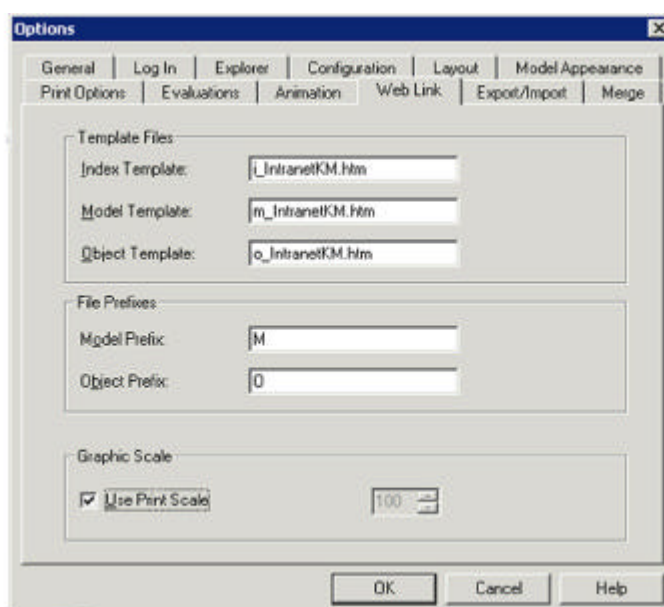 Options
General Log In Explorer Configuration Layout Model Appearance
Print Options Evaluations Animation Web Link Export/Import Merge
Template Files
Index Template: i_IntranetKM.htm
Model Template: m_IntranetKM.htm
Object Template: o_IntranetKM.htm
File Prefixes
Model Prefix: M
Object Prefix: O
Graphic Scale
Use Print Scale 100
OK Cancel Help